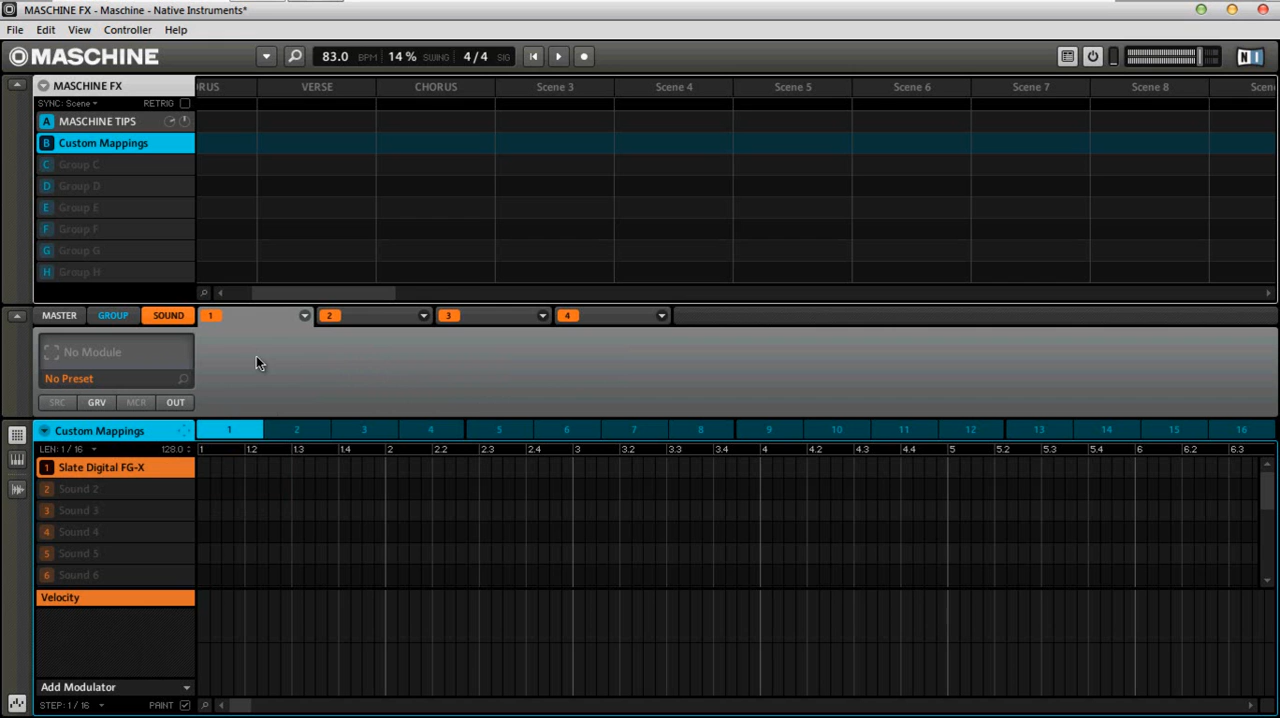 MASCHINE FX - Maschine - Native Instruments*
File Edit View Controller Help
MASCHINE 83.0 BPM 14 % SWING 4/4 SIG NI
MASCHINE FX ORUS VERSE CHORUS Scene 3 Scene 4 Scene 5 Scene 6 Scene 7 Scene 8 Scen
SYNC: Scene RETRIG
A MASCHINE TIPS
B Custom Mappings
C Group C
D Group D
E Group E
F Group F
G Group G
H Group H
MASTER GROUP SOUND 1 2 3 4
No Module
No Preset
SRC GRV MCR OUT
Custom Mappings 1 2 3 4 5 6 7 8 9 10 11 12 13 14 15 16
LEN: 1 / 16 128.0 1 1.2 1.3 1.4 2 2.2 2.3 2.4 3 3.2 3.3 3.4 4 4.2 4.3 4.4 5 5.2 5.3 5.4 6 6.2 6.3
1 Slate Digital FG-X
2 Sound 2
3 Sound 3
4 Sound 4
5 Sound 5
6 Sound 6
Velocity
Add Modulator
STEP: 1 / 16 PAINT